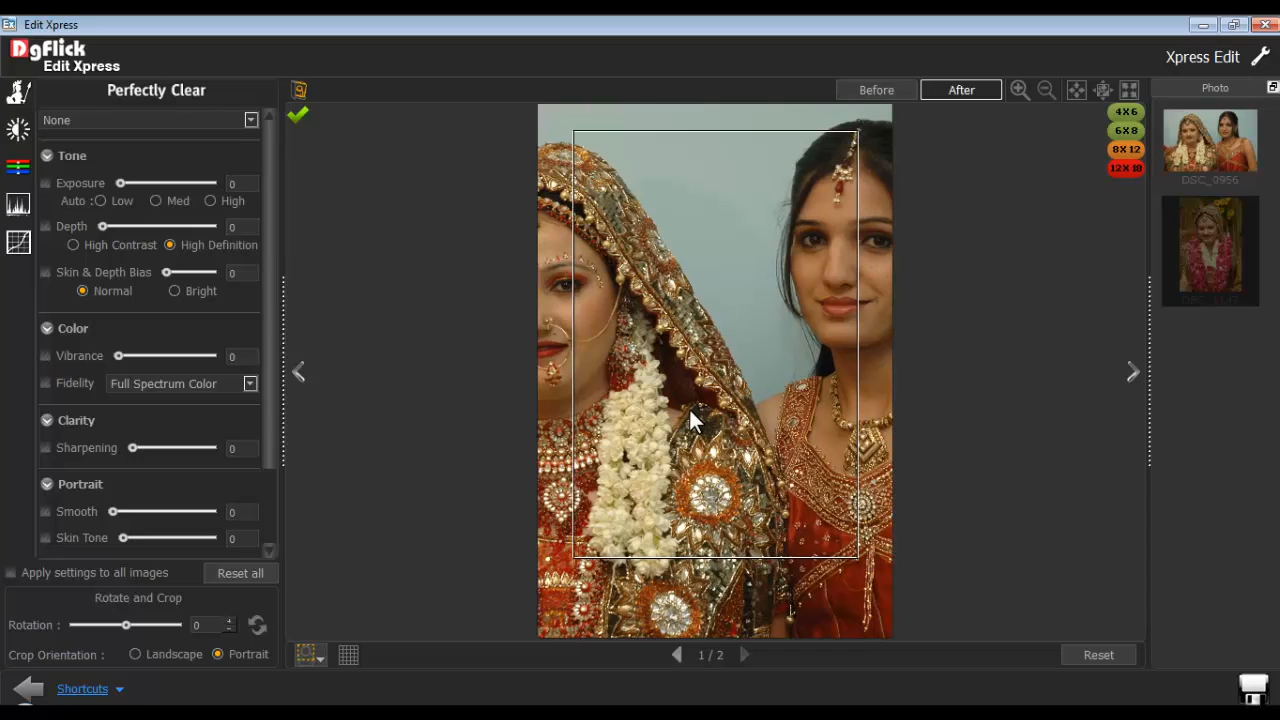 Edit Xpress
DgFlick
Edit Xpress
Xpress Edit
Perfectly Clear
Before
After
Photo
None
4X6
6X8
8X12
12X18
Tone
Exposure 0
Auto : Low Med High
Depth 0
High Contrast High Definition
Skin & Depth Bias 0
Normal Bright
Color
Vibrance 0
Fidelity Full Spectrum Color
Clarity
Sharpening 0
Portrait
Smooth 0
Skin Tone 0
Apply settings to all images Reset all
Rotate and Crop
Rotation : 0
Crop Orientation : Landscape Portrait
1 / 2
Reset
Shortcuts
DSC_0956